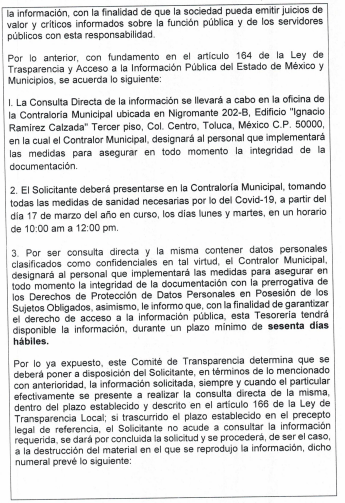 la información, con la finalidad de que la sociedad pueda emitir juicios de
valor y críticos informados sobre la función pública y de los servidores
públicos con esta responsabilidad.
Por lo anterior, con fundamento en el artículo 164 de la Ley de
Trasparencia y Acceso a la Información Pública del Estado de México y
Municipios, se acuerda lo siguiente:
I. La Consulta Directa de la información se llevará a cabo en la oficina de
la Contraloría Municipal ubicada en Nigromante 202-B, Edificio "Ignacio
Ramírez Calzada" Tercer piso, Col. Centro, Toluca, México C.P. 50000,
en la cual el Contralor Municipal, designará al personal que implementará
las medidas para asegurar en todo momento la integridad de la
documentación.
2. El Solicitante deberá presentarse en la Contraloría Municipal, tomando
todas las medidas de sanidad necesarias por lo del Covid-19, a partir del
día 17 de marzo del año en curso, los días lunes y martes, en un horario
de 10:00 am a 12:00 pm.
3. Por ser consulta directa y la misma contener datos personales
clasificados como confidenciales en tal virtud, el Contralor Municipal,
designará al personal que implementará las medidas para asegurar en
todo momento la integridad de la documentación con la prerrogativa de
los Derechos de Protección de Datos Personales en Posesión de los
Sujetos Obligados, asimismo, le informo que, con la finalidad de garantizar
el derecho de acceso a la información pública, esta Tesorería tendrá
disponible la información, durante un plazo mínimo de sesenta días
hábiles.
Por lo ya expuesto, este Comité de Transparencia determina que se
deberá poner a disposición del Solicitante, en términos de lo mencionado
con anterioridad, la información solicitada, siempre y cuando el particular
efectivamente se presente a realizar la consulta directa de la misma,
dentro del plazo establecido y descrito en el artículo 166 de la Ley de
Transparencia Local; si trascurrido el plazo establecido en el precepto
legal de referencia, el Solicitante no acude a consultar la información
requerida, se dará por concluida la solicitud y se procederá, de ser el caso,
a la destrucción del material en el que se reprodujo la información, dicho
numeral prevé lo siguiente: